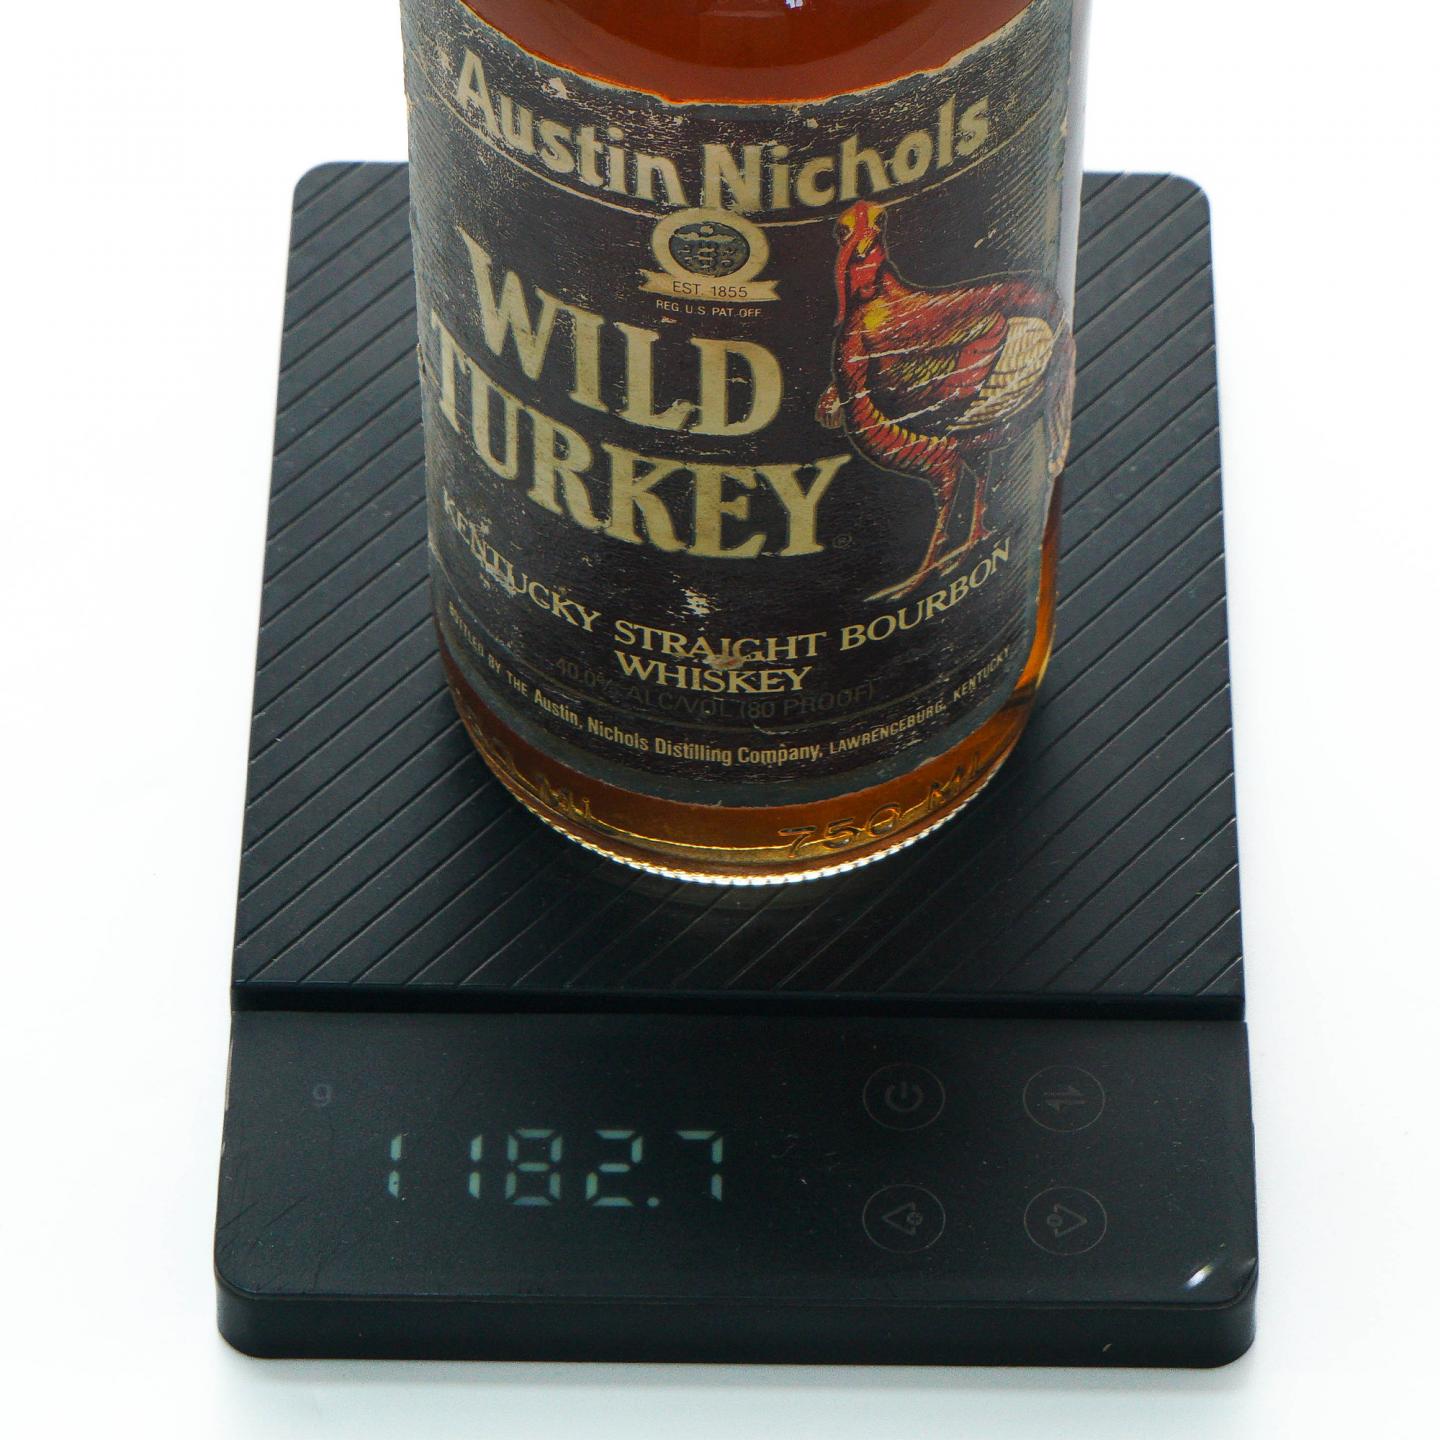 Austin Nichols
EST. 1855
REG. U.S. PAT. OFF.
WILD
TURKEY®
KENTUCKY STRAIGHT BOURBON
WHISKEY
40.0% ALC/VOL (80 PROOF)
BOTTLED BY THE Austin, Nichols Distilling Company, LAWRENCEBURG, KENTUCKY
750 ML
g
1182.7